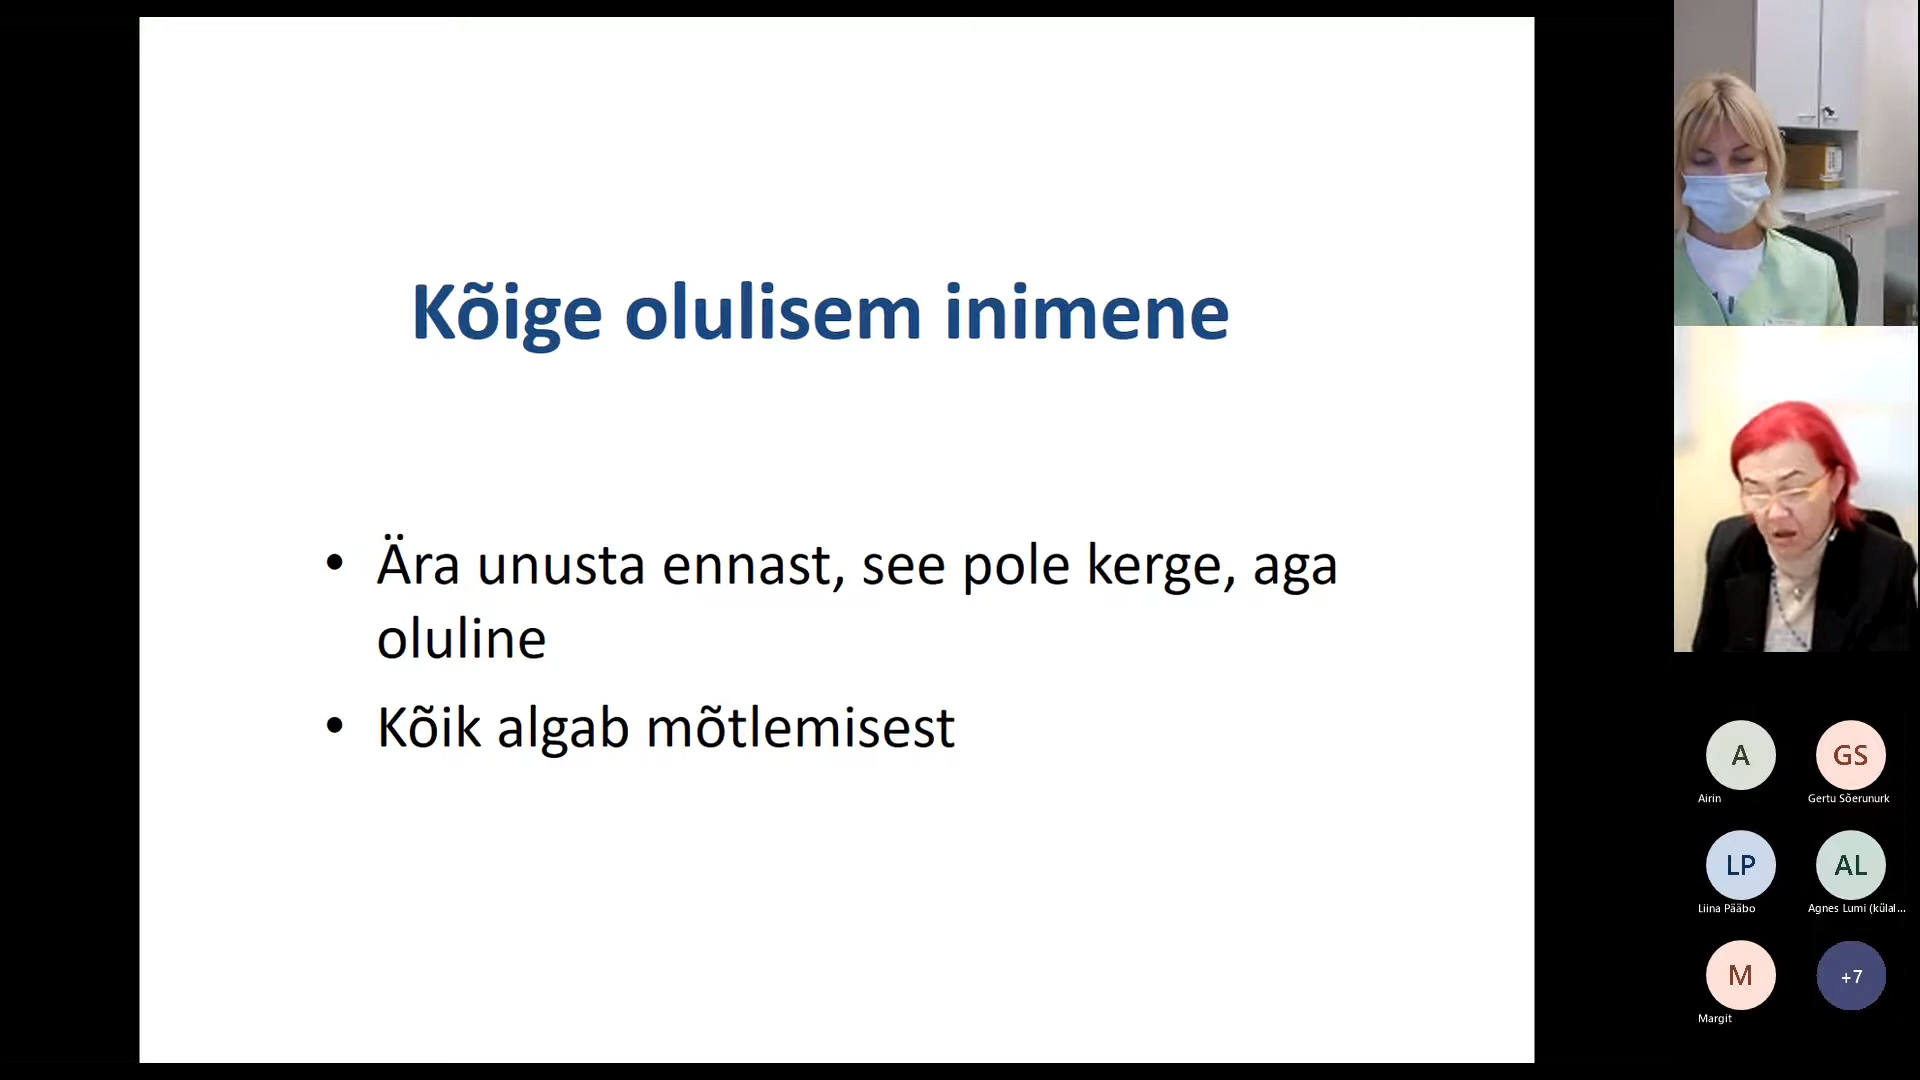 Kõige olulisem inimene
• Ära unusta ennast, see pole kerge, aga
oluline
• Kõik algab mõtlemisest
A
GS
Airin
Gertu Sõerunurk
LP
AL
Liina Pääbo
Agnes Lumi (külal...
M
+7
Margit